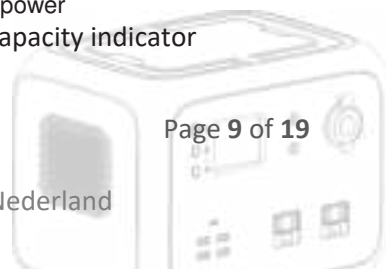 power
apacity indicator
Page 9 of 19
Nederland